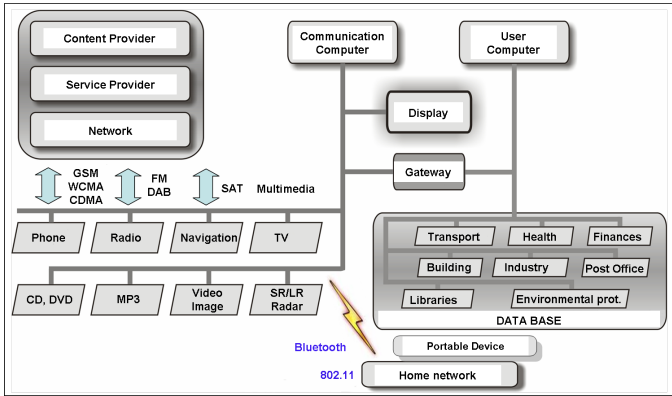 Content Provider
Service Provider
Network
Communication
Computer
User
Computer
Display
Gateway
GSM
WCMA
CDMA
FM
DAB
SAT
Multimedia
Phone
Radio
Navigation
TV
CD, DVD
MP3
Video
Image
SR/LR
Radar
Transport
Health
Finances
Building
Industry
Post Office
Libraries
Environmental prot.
DATA BASE
Bluetooth
Portable Device
802.11
Home network